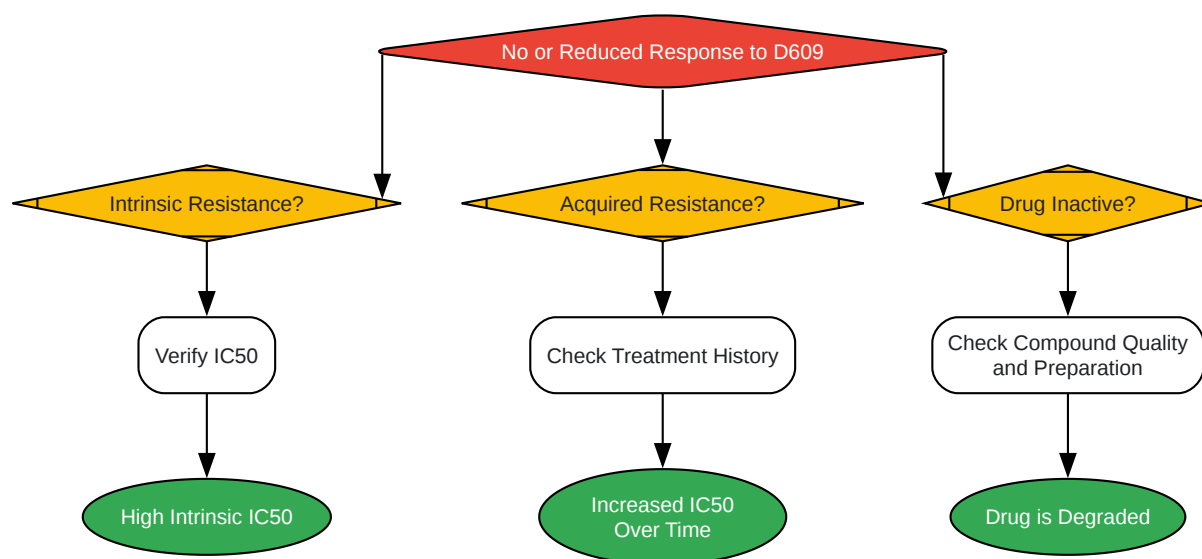 No or Reduced Response to D609
Intrinsic Resistance?
Acquired Resistance?
Drug Inactive?
Verify IC50
Check Treatment History
Check Compound Quality
and Preparation
High Intrinsic IC50
Increased IC50
Over Time
Drug is Degraded